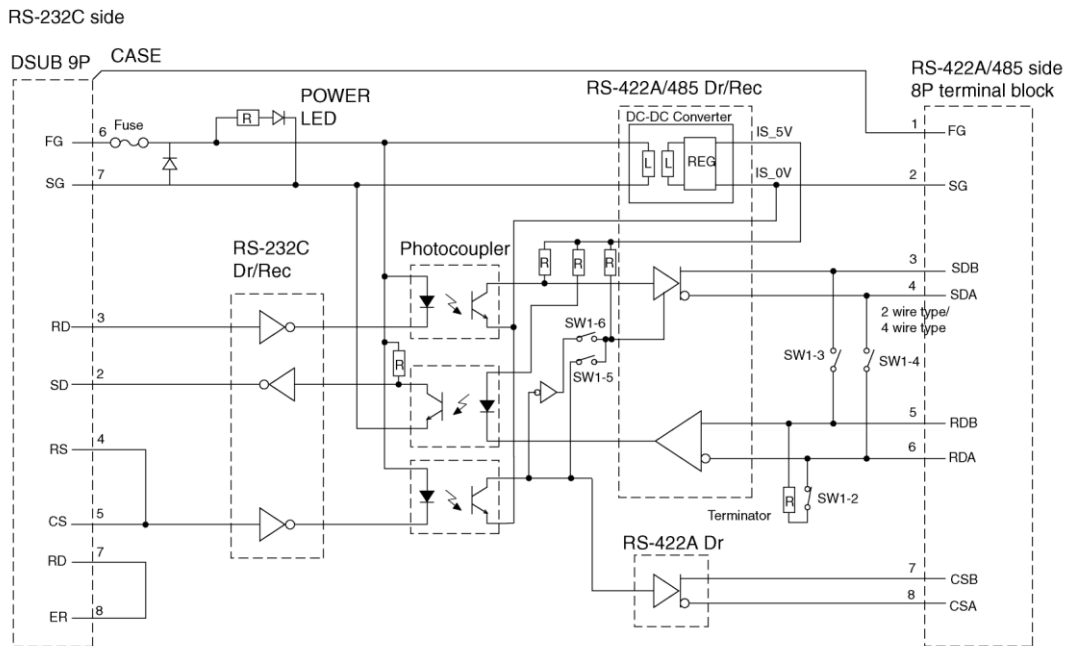 RS-232C side
DSUB 9P
CASE
RS-422A/485 side
8P terminal block
RS-422A/485 Dr/Rec
POWER
LED
DC-DC Converter
Fuse
R
FG
6
IS_5V
1
FG
L
L
REG
SG
7
IS_0V
2
SG
RS-232C
Dr/Rec
Photocoupler
R
R
R
3
SDB
4
SDA
2 wire type/
4 wire type
RD
3
SW1-6
SW1-3
SW1-4
R
SW1-5
SD
2
5
RDB
RS
4
6
RDA
R
SW1-2
Terminator
CS
5
RS-422A Dr
RD
7
7
CSB
8
CSA
ER
8